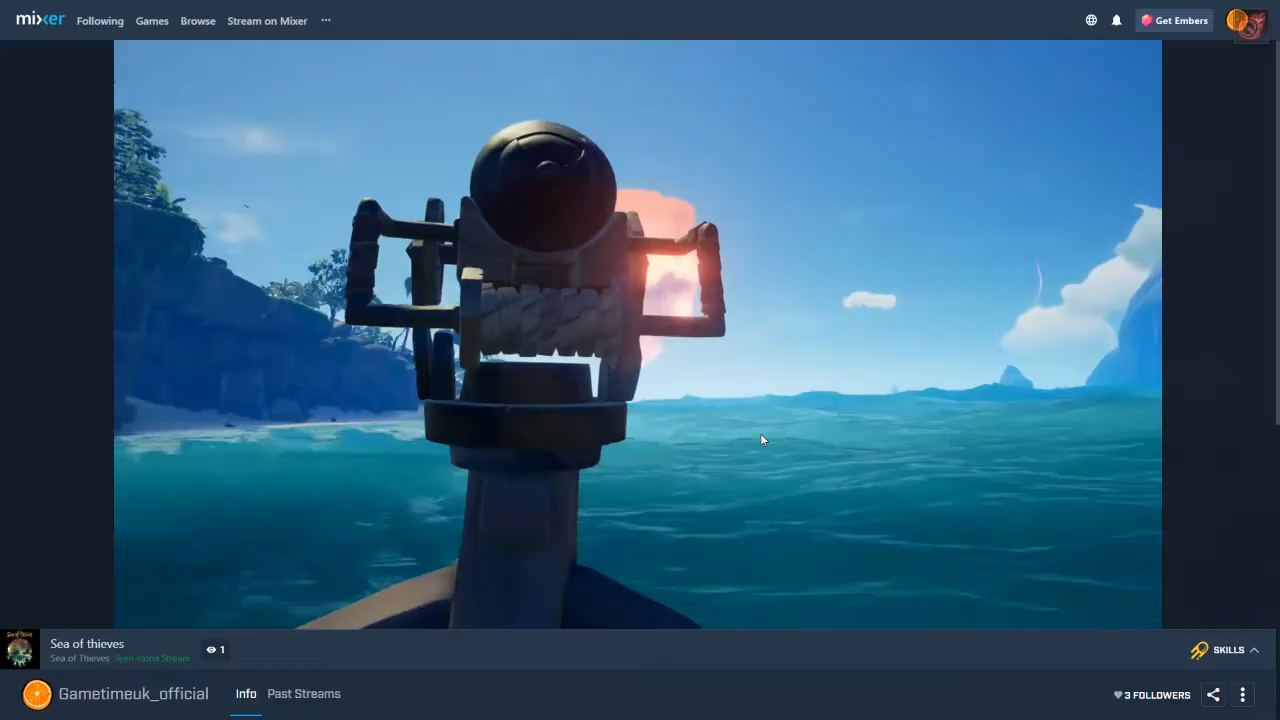 mixer Following Games Browse Stream on Mixer ··· Get Embers
Sea of thieves
Sea of Thieves Teen-rated Stream
1
SKILLS
Gametimeuk_official Info Past Streams
3 FOLLOWERS